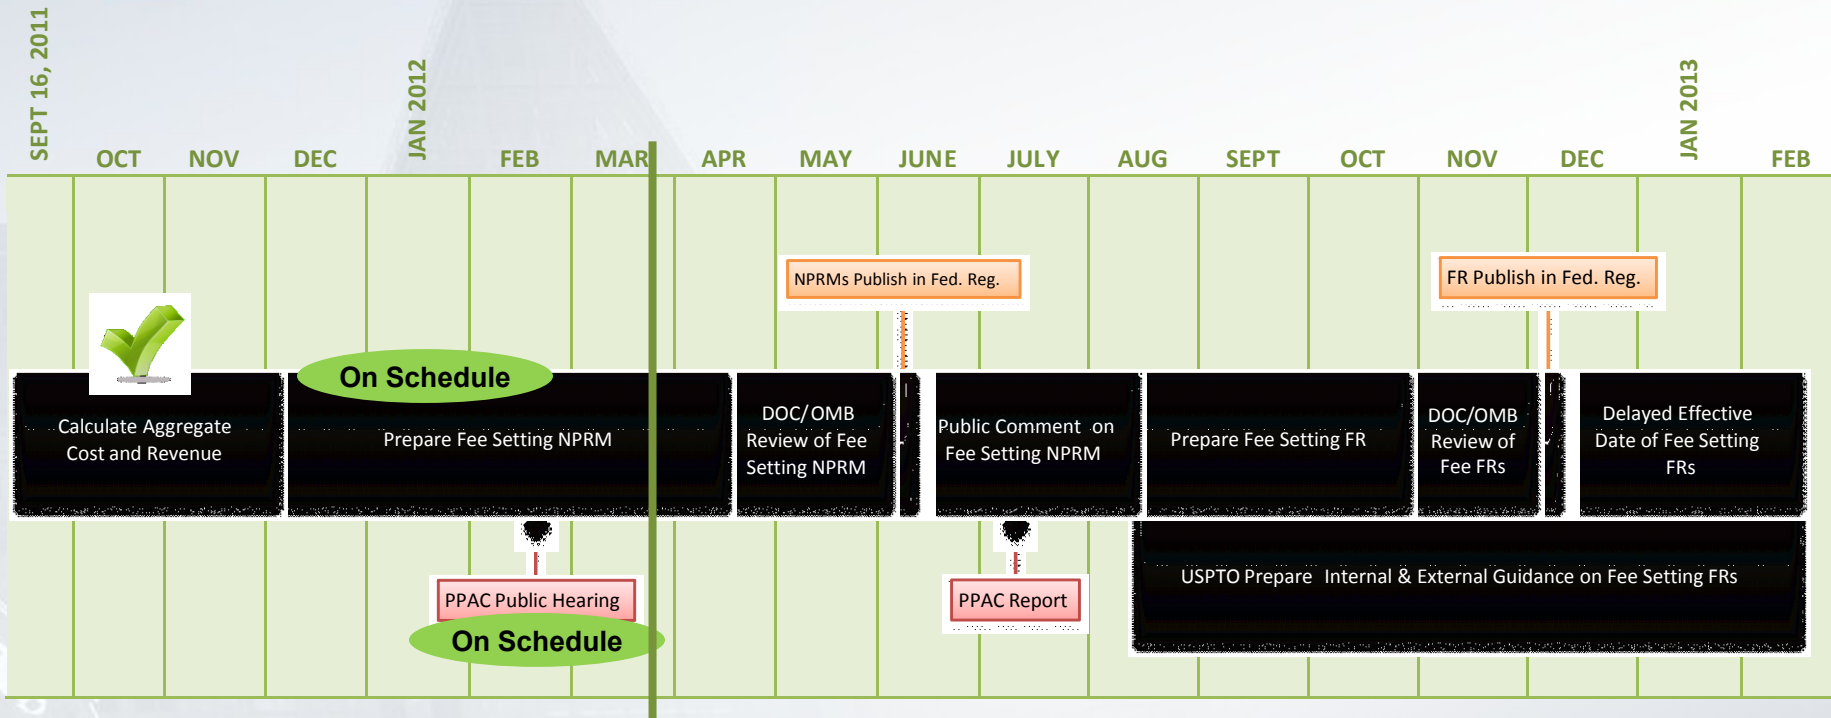 SEPT 16, 2011
OCT
NOV
DEC
JAN 2012
FEB
MAR
APR
MAY
JUNE
JULY
AUG
SEPT
OCT
NOV
DEC
JAN 2013
FEB
NPRMs Publish in Fed. Reg.
FR Publish in Fed. Reg.
On Schedule
Calculate Aggregate
Cost and Revenue
Prepare Fee Setting NPRM
DOC/OMB
Review of Fee
Setting NPRM
Public Comment on
Fee Setting NPRM
Prepare Fee Setting FR
DOC/OMB
Review of
Fee FRs
Delayed Effective
Date of Fee Setting
FRs
USPTO Prepare Internal & External Guidance on Fee Setting FRs
PPAC Public Hearing
On Schedule
PPAC Report